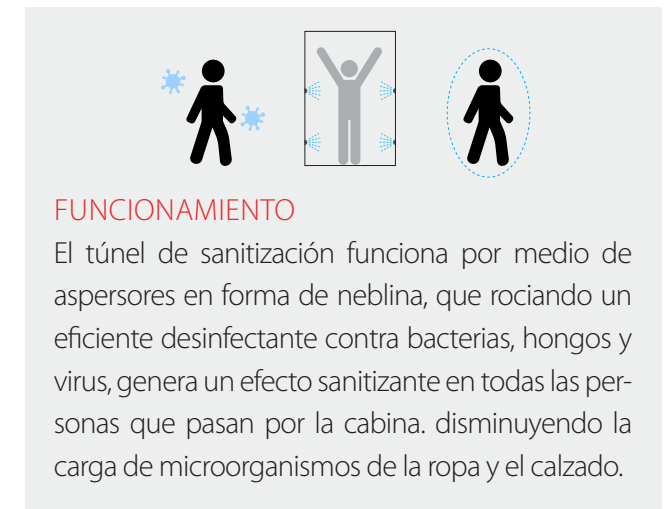 FUNCIONAMIENTO
El túnel de sanitización funciona por medio de
aspersores en forma de neblina, que rociando un
eficiente desinfectante contra bacterias, hongos y
virus, genera un efecto sanitizante en todas las per-
sonas que pasan por la cabina. disminuyendo la
carga de microorganismos de la ropa y el calzado.